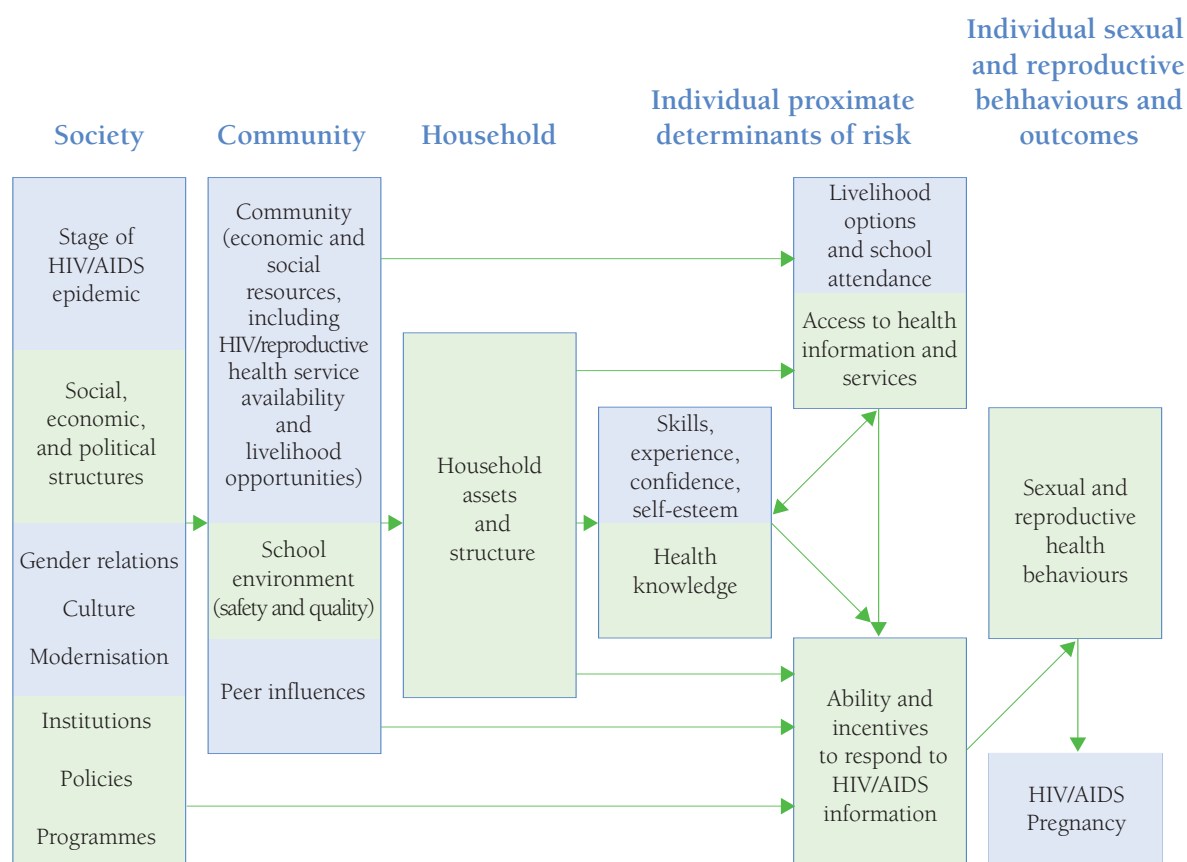 Society
Community
Household
Individual proximate
determinants of risk
Individual sexual
and reproductive
behhaviours and
outcomes
Stage of
HIV/AIDS
epidemic
Social,
economic,
and political
structures
Gender relations
Culture
Modernisation
Institutions
Policies
Programmes
Community
(economic and
social
resources,
including
HIV/reproductive
health service
availability
and
livelihood
opportunities)
School
environment
(safety and quality)
Peer influences
Household
assets
and
structure
Skills,
experience,
confidence,
self-esteem
Health
knowledge
Livelihood
options
and school
attendance
Access to health
information and
services
Ability and
incentives
to respond to
HIV/AIDS
information
Sexual and
reproductive
health
behaviours
HIV/AIDS
Pregnancy